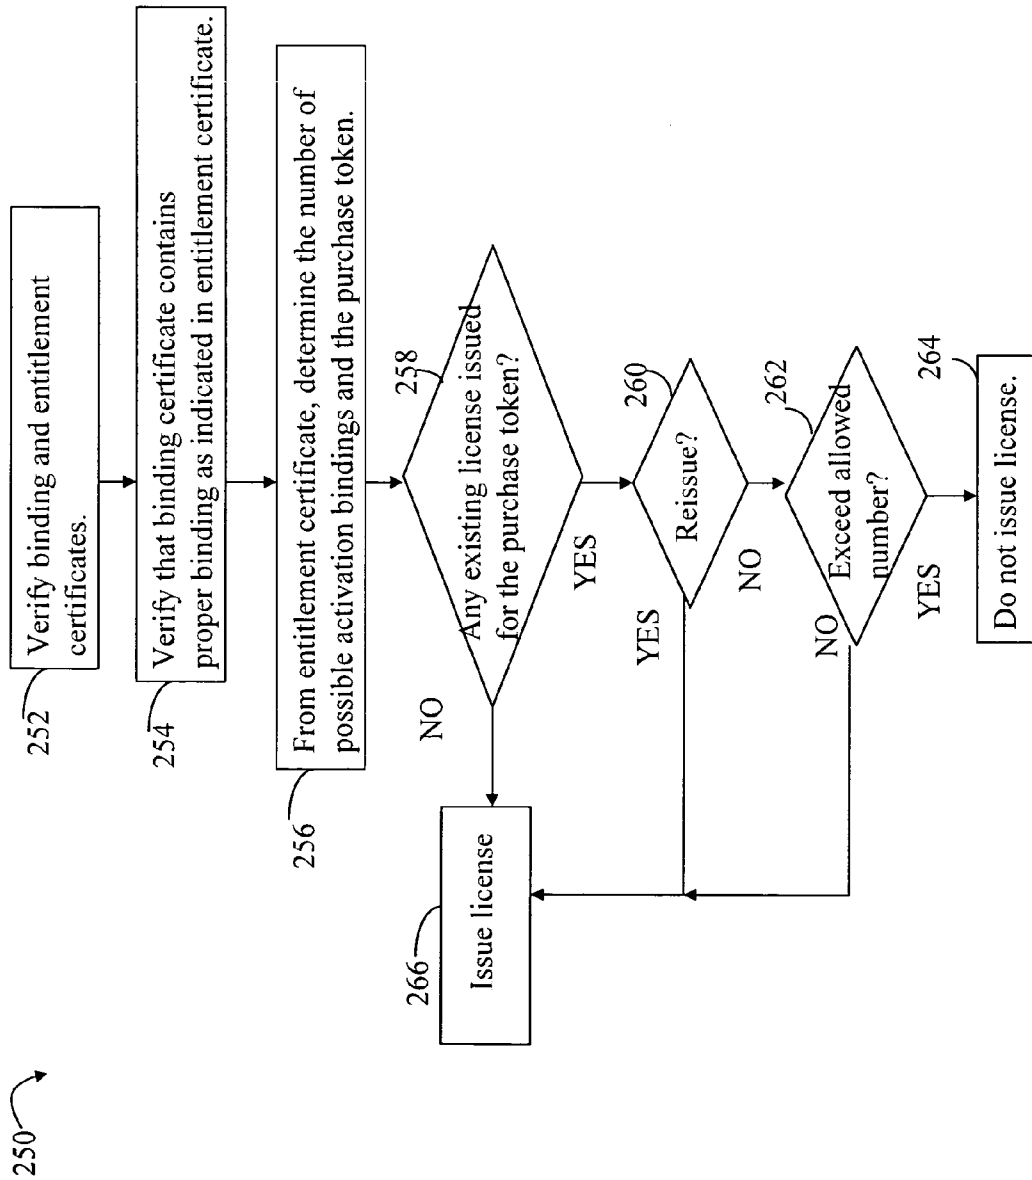 250
252
Verify binding and entitlement
certificates.
254
Verify that binding certificate contains
proper binding as indicated in entitlement certificate.
256
From entitlement certificate, determine the number of
possible activation bindings and the purchase token.
258
Any existing license issued
for the purchase token?
NO
YES
266
Issue license
260
Reissue?
YES
NO
262
Exceed allowed
number?
NO
YES
264
Do not issue license.